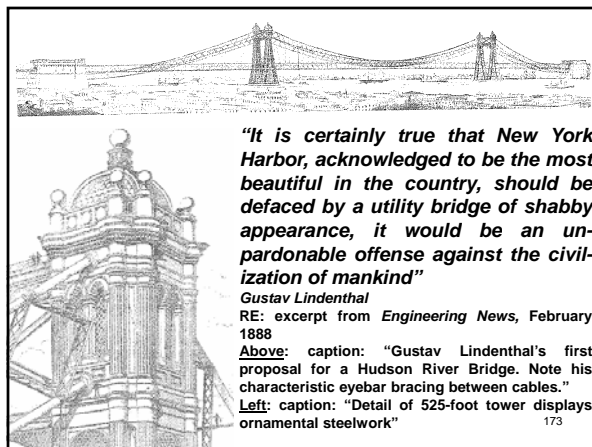 “It is certainly true that New York
Harbor, acknowledged to be the most
beautiful in the country, should be
defaced by a utility bridge of shabby
appearance, it would be an un-
pardonable offense against the civil-
ization of mankind”
Gustav Lindenthal
RE: excerpt from Engineering News, February
1888
Above: caption: “Gustav Lindenthal’s first
proposal for a Hudson River Bridge. Note his
characteristic eyebar bracing between cables.”
Left: caption: “Detail of 525-foot tower displays
ornamental steelwork”
173